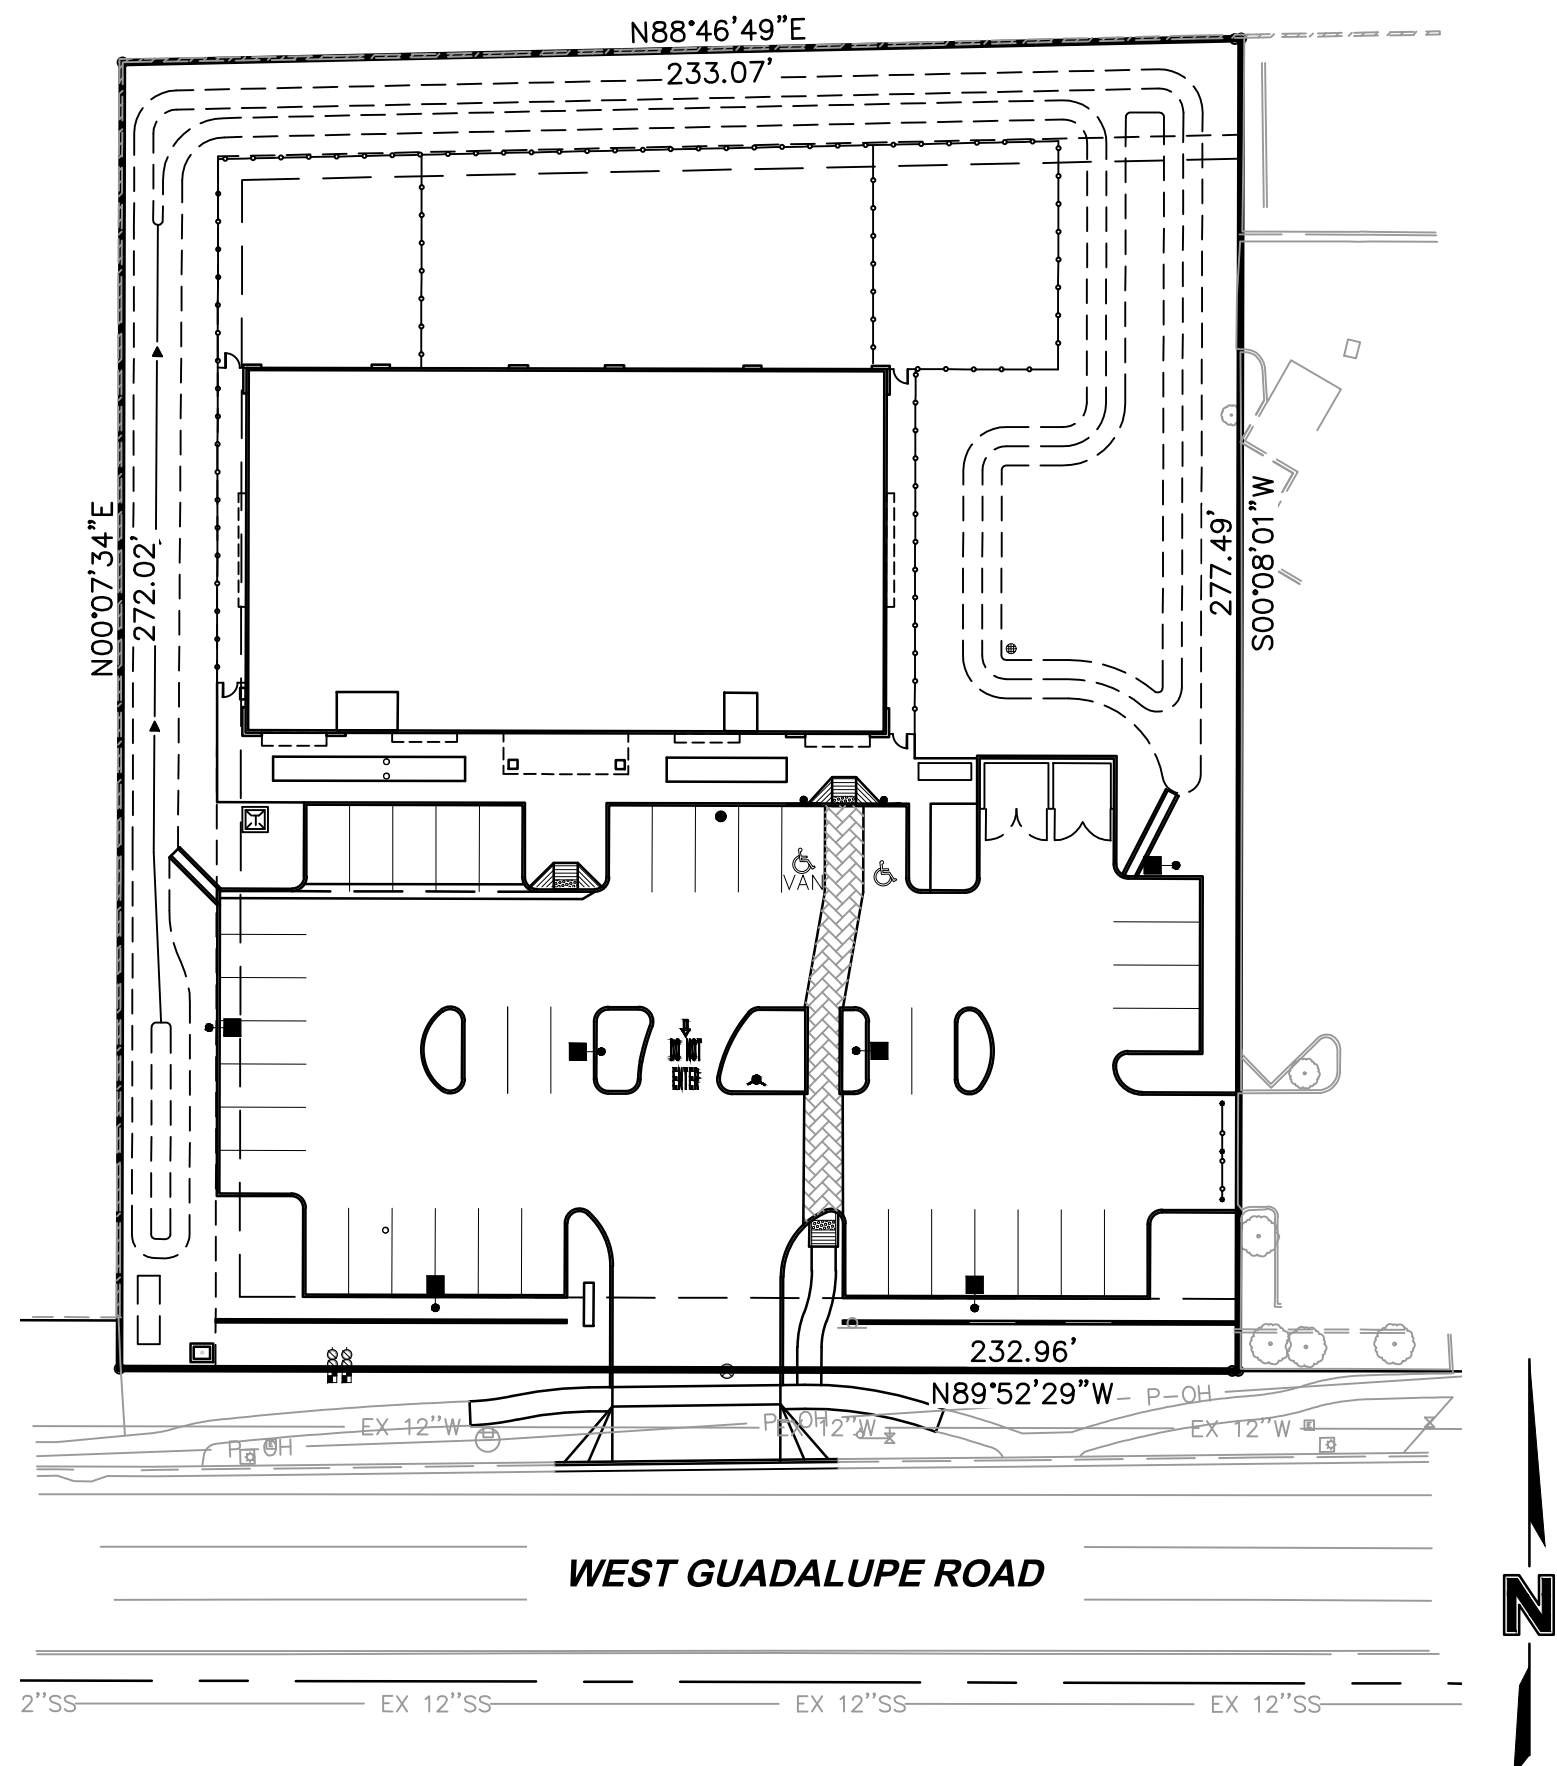 N88°46'49"E
233.07'
N00°07'34"E
272.02'
277.49'
S00°08'01"W
VAN
DO NOT
ENTER
232.96'
N89°52'29"W
P-OH
EX 12"W
P-OH
EX 12"W
EX 12"W
P-OH
E
E
WEST GUADALUPE ROAD
N
2"SS
EX 12"SS
EX 12"SS
EX 12"SS